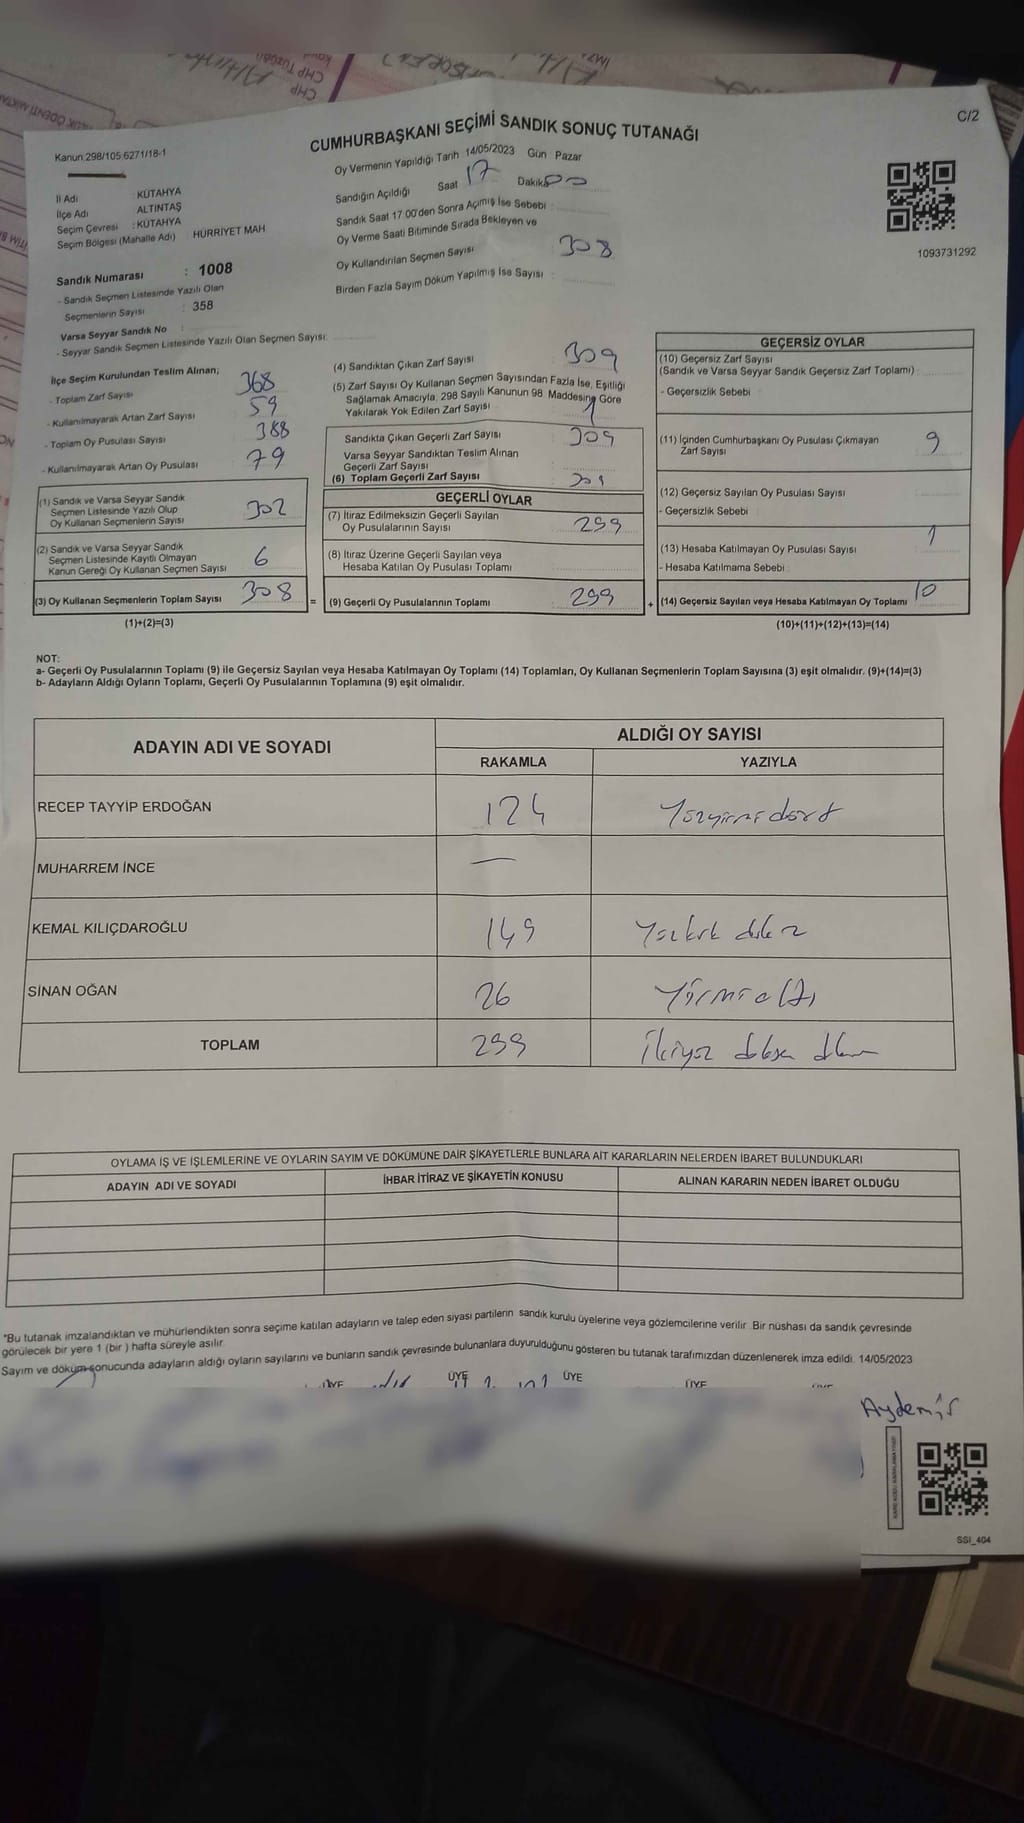 C/2
CUMHURBAŞKANI SEÇİMİ SANDIK SONUÇ TUTANAĞI
Kanun:298/105.6271/18-1
Oy Vermenin Yapıldığı Tarih 14/05/2023 Gün Pazar
İl Adı KÜTAHYA
İlçe Adı ALTINTAŞ
Seçim Çevresi : KÜTAHYA
Seçim Bölgesi (Mahalle Adı) HÜRRİYET MAH
Sandığın Açıldığı Saat 17 Dakika 00
Sandık Saat 17 00'den Sonra Açımış İse Sebebi :
Oy Verme Saati Bitiminde Sırada Bekleyen ve
Oy Kullandırılan Seçmen Sayısı 308
Birden Fazla Sayım Döküm Yapılmış İse Sayısı :
1093731292
Sandık Numarası : 1008
- Sandık Seçmen Listesinde Yazılı Olan
Seçmenlerin Sayısı : 358
Varsa Seyyar Sandık No :
- Seyyar Sandık Seçmen Listesinde Yazılı Olan Seçmen Sayısı:
İlçe Seçim Kurulundan Teslim Alınan;
- Toplam Zarf Sayısı 368
- Kullanılmayarak Artan Zarf Sayısı 59
- Toplam Oy Pusulası Sayısı 388
- Kullanılmayarak Artan Oy Pusulası 79
(1) Sandık ve Varsa Seyyar Sandık
Seçmen Listesinde Yazılı Olup
Oy Kullanan Seçmenlerin Sayısı 302
(2) Sandık ve Varsa Seyyar Sandık
Seçmen Listesinde Kayıtlı Olmayan
Kanun Gereği Oy Kullanan Seçmen Sayısı 6
(3) Oy Kullanan Seçmenlerin Toplam Sayısı 308
(1)+(2)=(3)
(4) Sandıktan Çıkan Zarf Sayısı 309
(5) Zarf Sayısı Oy Kullanan Seçmen Sayısından Fazla İse, Eşitliği
Sağlamak Amacıyla, 298 Sayılı Kanunun 98 Maddesine Göre
Yakılarak Yok Edilen Zarf Sayısı 1
Sandıkta Çıkan Geçerli Zarf Sayısı 309
Varsa Seyyar Sandıktan Teslim Alınan
Geçerli Zarf Sayısı
(6) Toplam Geçerli Zarf Sayısı 309
GEÇERLİ OYLAR
(7) İtiraz Edilmeksizin Geçerli Sayılan
Oy Pusulalarının Sayısı 299
(8) İtiraz Üzerine Geçerli Sayılan veya
Hesaba Katılan Oy Pusulası Toplamı
= (9) Geçerli Oy Pusulalarının Toplamı 299
GEÇERSİZ OYLAR
(10) Geçersiz Zarf Sayısı
(Sandık ve Varsa Seyyar Sandık Geçersiz Zarf Toplamı) :
- Geçersizlik Sebebi
(11) İçinden Cumhurbaşkanı Oy Pusulası Çıkmayan
Zarf Sayısı 9
(12) Geçersiz Sayılan Oy Pusulası Sayısı
- Geçersizlik Sebebi
(13) Hesaba Katılmayan Oy Pusulası Sayısı 1
- Hesaba Katılmama Sebebi
+ (14) Geçersiz Sayılan veya Hesaba Katılmayan Oy Toplamı 10
(10)+(11)+(12)+(13)=(14)
NOT:
a- Geçerli Oy Pusulalarının Toplamı (9) ile Geçersiz Sayılan veya Hesaba Katılmayan Oy Toplamı (14) Toplamları, Oy Kullanan Seçmenlerin Toplam Sayısına (3) eşit olmalıdır. (9)+(14)=(3)
b- Adayların Aldığı Oyların Toplamı, Geçerli Oy Pusulalarının Toplamına (9) eşit olmalıdır.
ADAYIN ADI VE SOYADI ALDIĞI OY SAYISI
RAKAMLA YAZIYLA
RECEP TAYYİP ERDOĞAN 124 Yüzyirmidört
MUHARREM İNCE —
KEMAL KILIÇDAROĞLU 149 Yüzkırk dokuz
SİNAN OĞAN 26 Yirmialtı
TOPLAM 299 İkiyüz doksan dokuz
OYLAMA İŞ VE İŞLEMLERİNE VE OYLARIN SAYIM VE DÖKÜMÜNE DAİR ŞİKAYETLERLE BUNLARA AİT KARARLARIN NELERDEN İBARET BULUNDUKLARI
ADAYIN ADI VE SOYADI İHBAR İTİRAZ VE ŞİKAYETİN KONUSU ALINAN KARARIN NEDEN İBARET OLDUĞU
"Bu tutanak imzalandıktan ve mühürlendikten sonra seçime katılan adayların ve talep eden siyasi partilerin sandık kurulu üyelerine veya gözlemcilerine verilir. Bir nüshası da sandık çevresinde
görülecek bir yere 1 (bir) hafta süreyle asılır.
Sayım ve döküm sonucunda adayların aldığı oyların sayılarını ve bunların sandık çevresinde bulunanlara duyurulduğunu gösteren bu tutanak tarafımızdan düzenlenerek imza edildi. 14/05/2023
ÜYE ÜYE ÜYE ÜYE
Aydemir
SSI_404